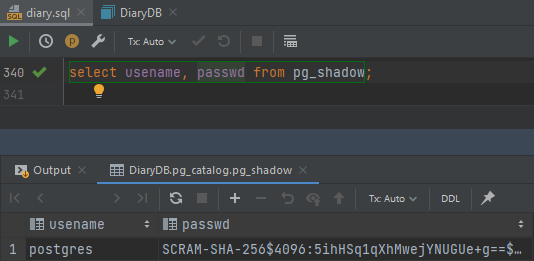 diary.sql
DiaryDB
Tx: Auto
340 select usename, passwd from pg_shadow;
341
Output
DiaryDB.pg_catalog.pg_shadow
Tx: Auto
DDL
usename
passwd
1 postgres SCRAM-SHA-256$4096:5ihHSq1qXhMwejYNUGUe+g==$…